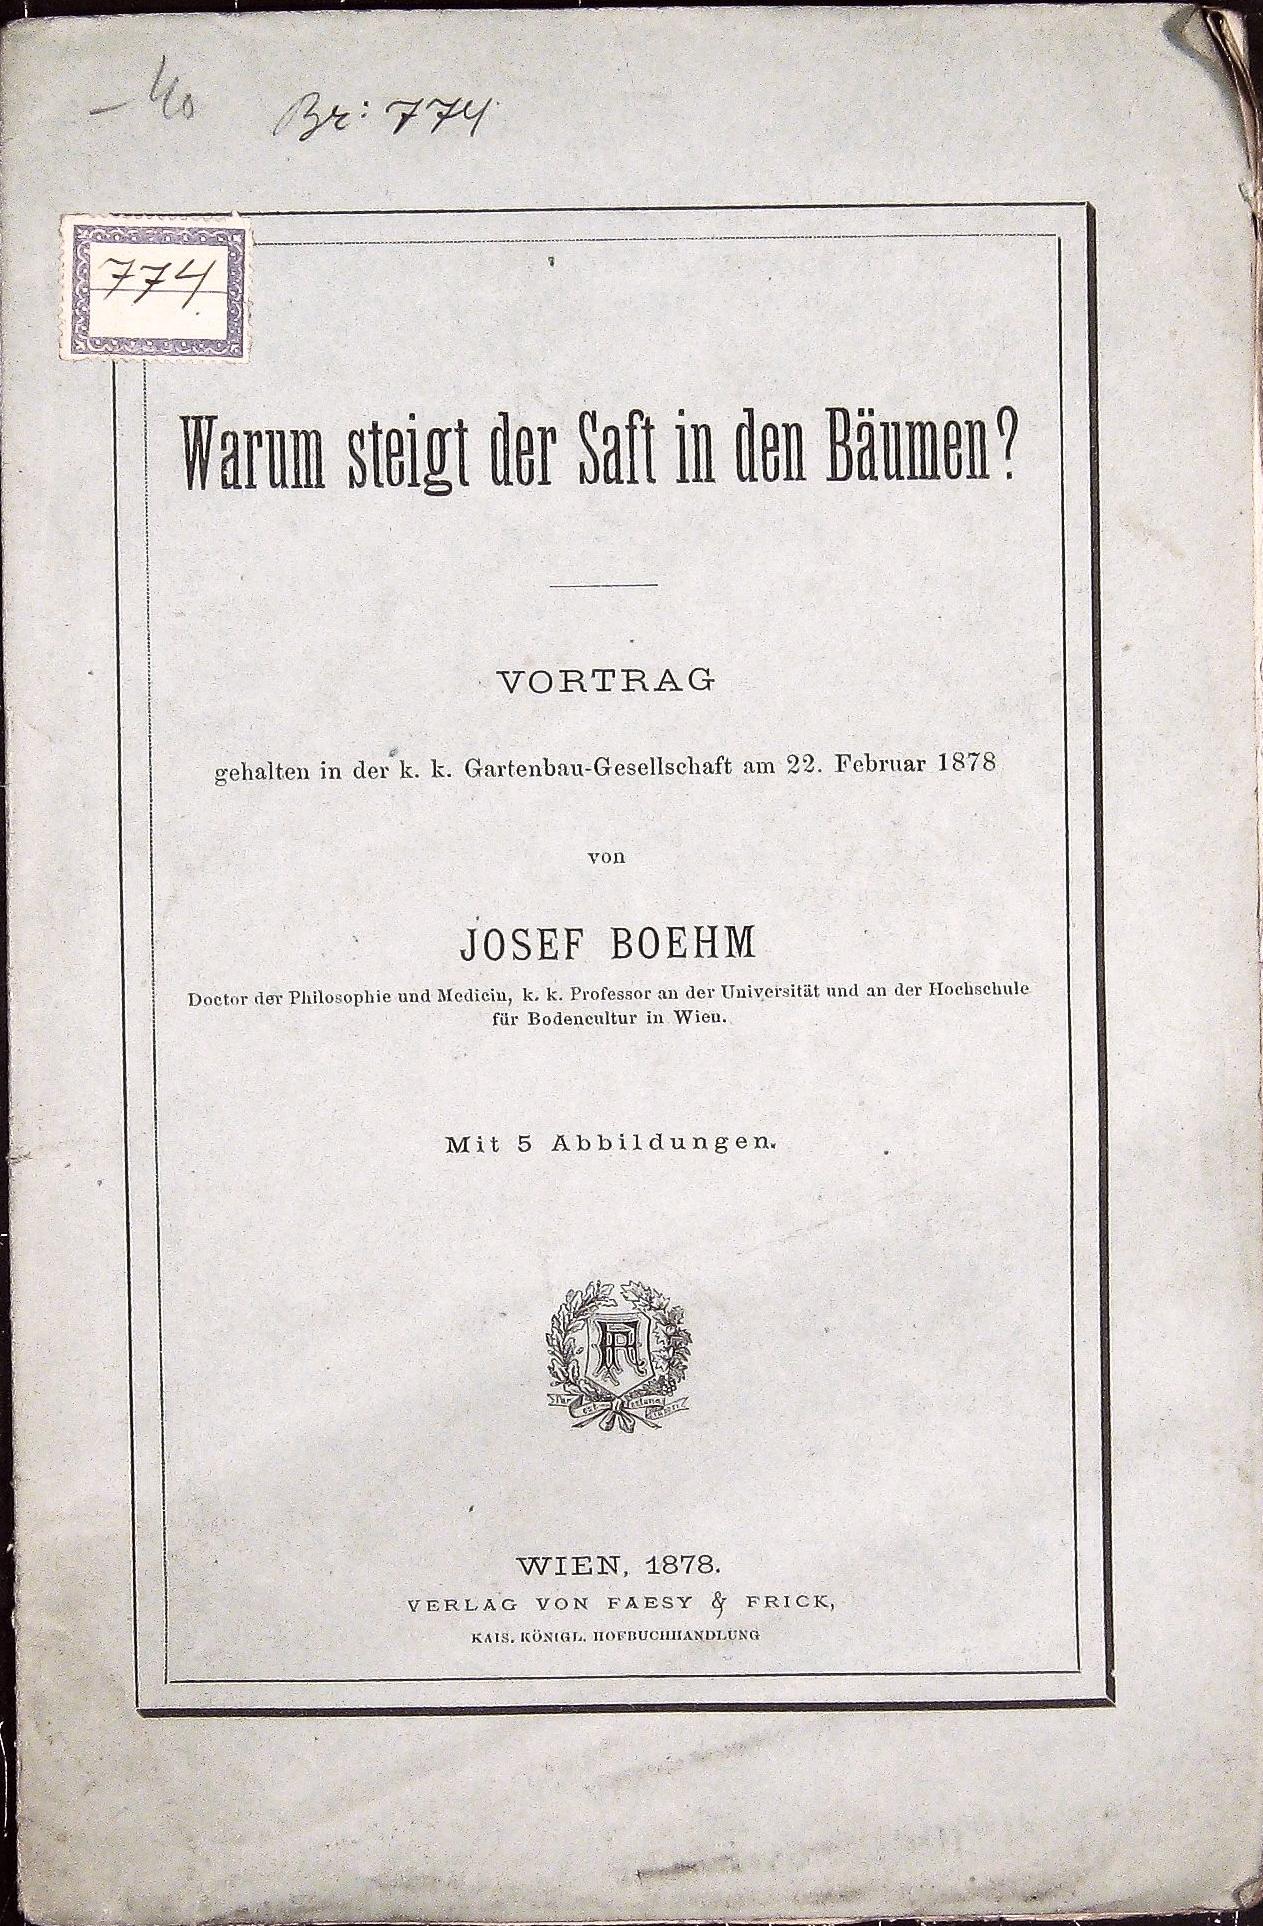 – 40
Br: 774
774.
Warum steigt der Saft in den Bäumen?
VORTRAG
gehalten in der k. k. Gartenbau-Gesellschaft am 22. Februar 1878
von
JOSEF BOEHM
Doctor der Philosophie und Medicin, k. k. Professor an der Universität und an der Hochschule
für Bodencultur in Wien.
Mit 5 Abbildungen.
WIEN, 1878.
VERLAG VON FAESY & FRICK,
KAIS. KÖNIGL. HOFBUCHHANDLUNG